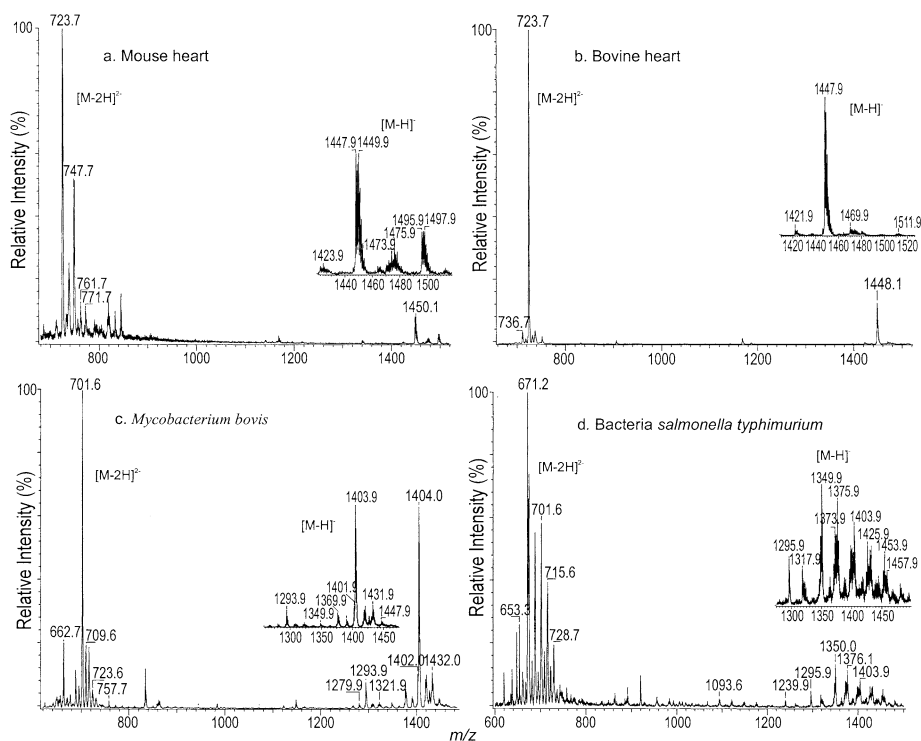 723.7
100
a. Mouse heart
[M-2H]2-
747.7
761.7
771.7
[M-H]-
1447.9 1449.9
1495.9 1497.9
1473.9 1475.9
1423.9
1440 1460 1480 1500
1450.1
Relative Intensity (%)
800 1000 1200 1400
723.7
100
b. Bovine heart
[M-2H]2-
1447.9
[M-H]-
1421.9 1469.9 1511.9
1420 1440 1460 1480 1500 1520
1448.1
736.7
Relative Intensity (%)
800 1000 1200 1400
701.6
100
c. Mycobacterium bovis
[M-2H]2-
1403.9 1404.0
[M-H]-
1401.9
1369.9 1431.9
1293.9 1349.9 1447.9
1300 1350 1400 1450
662.7 709.6
723.6
757.7
1402.0 1432.0
1293.9
1279.9 1321.9
Relative Intensity (%)
600 800 1000 1200 1400
m/z
671.2
100
d. Bacteria salmonella typhimurium
[M-2H]2-
[M-H]-
1349.9
1375.9
1373.9 1403.9
1425.9
1295.9 1453.9
1317.9 1457.9
1300 1350 1400 1450
701.6
715.6
653.3
728.7
1350.0
1376.1
1295.9 1403.9
1093.6 1239.9
Relative Intensity (%)
600 700 800 1000 1200 1400